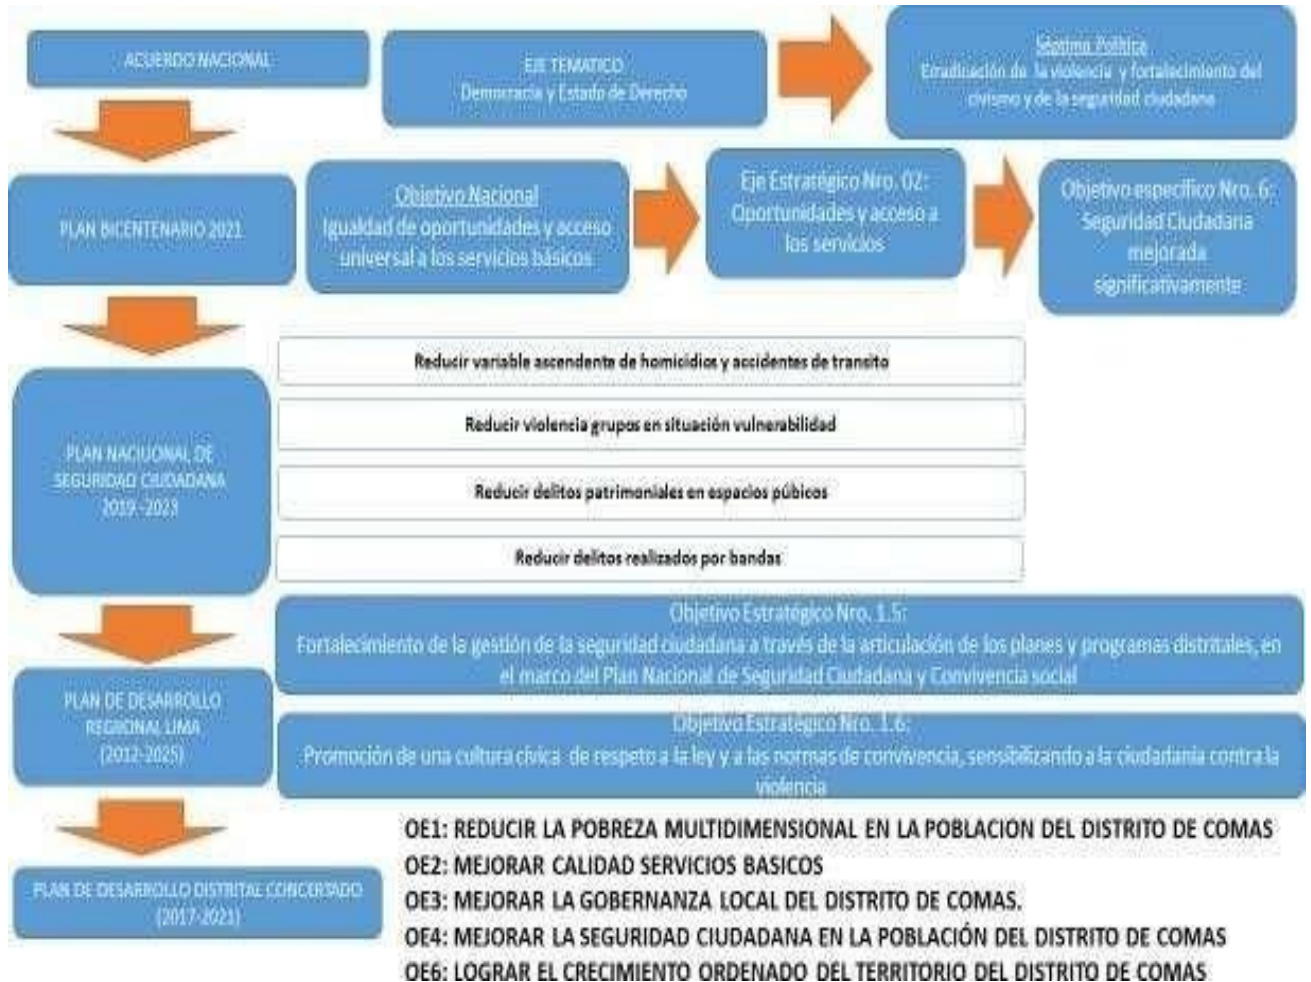 ACUERDO NACIONAL
EJE TEMATICO
Democracia y Estado de Derecho
Séptima Política
Erradicación de la violencia y fortalecimiento del
civismo y de la seguridad ciudadana
PLAN BICENTENARIO 2021
Objetivo Nacional
Igualdad de oportunidades y acceso
universal a los servicios básicos
Eje Estratégico Nro. 02:
Oportunidades y acceso a
los servicios
Objetivo específico Nro. 6:
Seguridad Ciudadana
mejorada
significativamente
PLAN NACIUONAL DE
SEGURIDAD CIUDADANA
2019 -2023
Reducir variable ascendente de homicidios y accidentes de transito
Reducir violencia grupos en situación vulnerabilidad
Reducir delitos patrimoniales en espacios púbicos
Reducir delitos realizados por bandas
PLAN DE DESARROLLO
REGIONAL LIMA
(2012-2025)
Objetivo Estratégico Nro. 1.5:
Fortalecimiento de la gestión de la seguridad ciudadana a través de la articulación de los planes y programas distritales, en
el marco del Plan Nacional de Seguridad Ciudadana y Convivencia social
Objetivo Estratégico Nro. 1.6:
Promoción de una cultura cívica de respeto a la ley y a las normas de convivencia, sensibilizando a la ciudadanía contra la
violencia
PLAN DE DESARROLLO DISTRITAL CONCERTADO
(2017-2021)
OE1: REDUCIR LA POBREZA MULTIDIMENSIONAL EN LA POBLACION DEL DISTRITO DE COMAS
OE2: MEJORAR CALIDAD SERVICIOS BASICOS
OE3: MEJORAR LA GOBERNANZA LOCAL DEL DISTRITO DE COMAS.
OE4: MEJORAR LA SEGURIDAD CIUDADANA EN LA POBLACIÓN DEL DISTRITO DE COMAS
OE6: LOGRAR EL CRECIMIENTO ORDENADO DEL TERRITORIO DEL DISTRITO DE COMAS